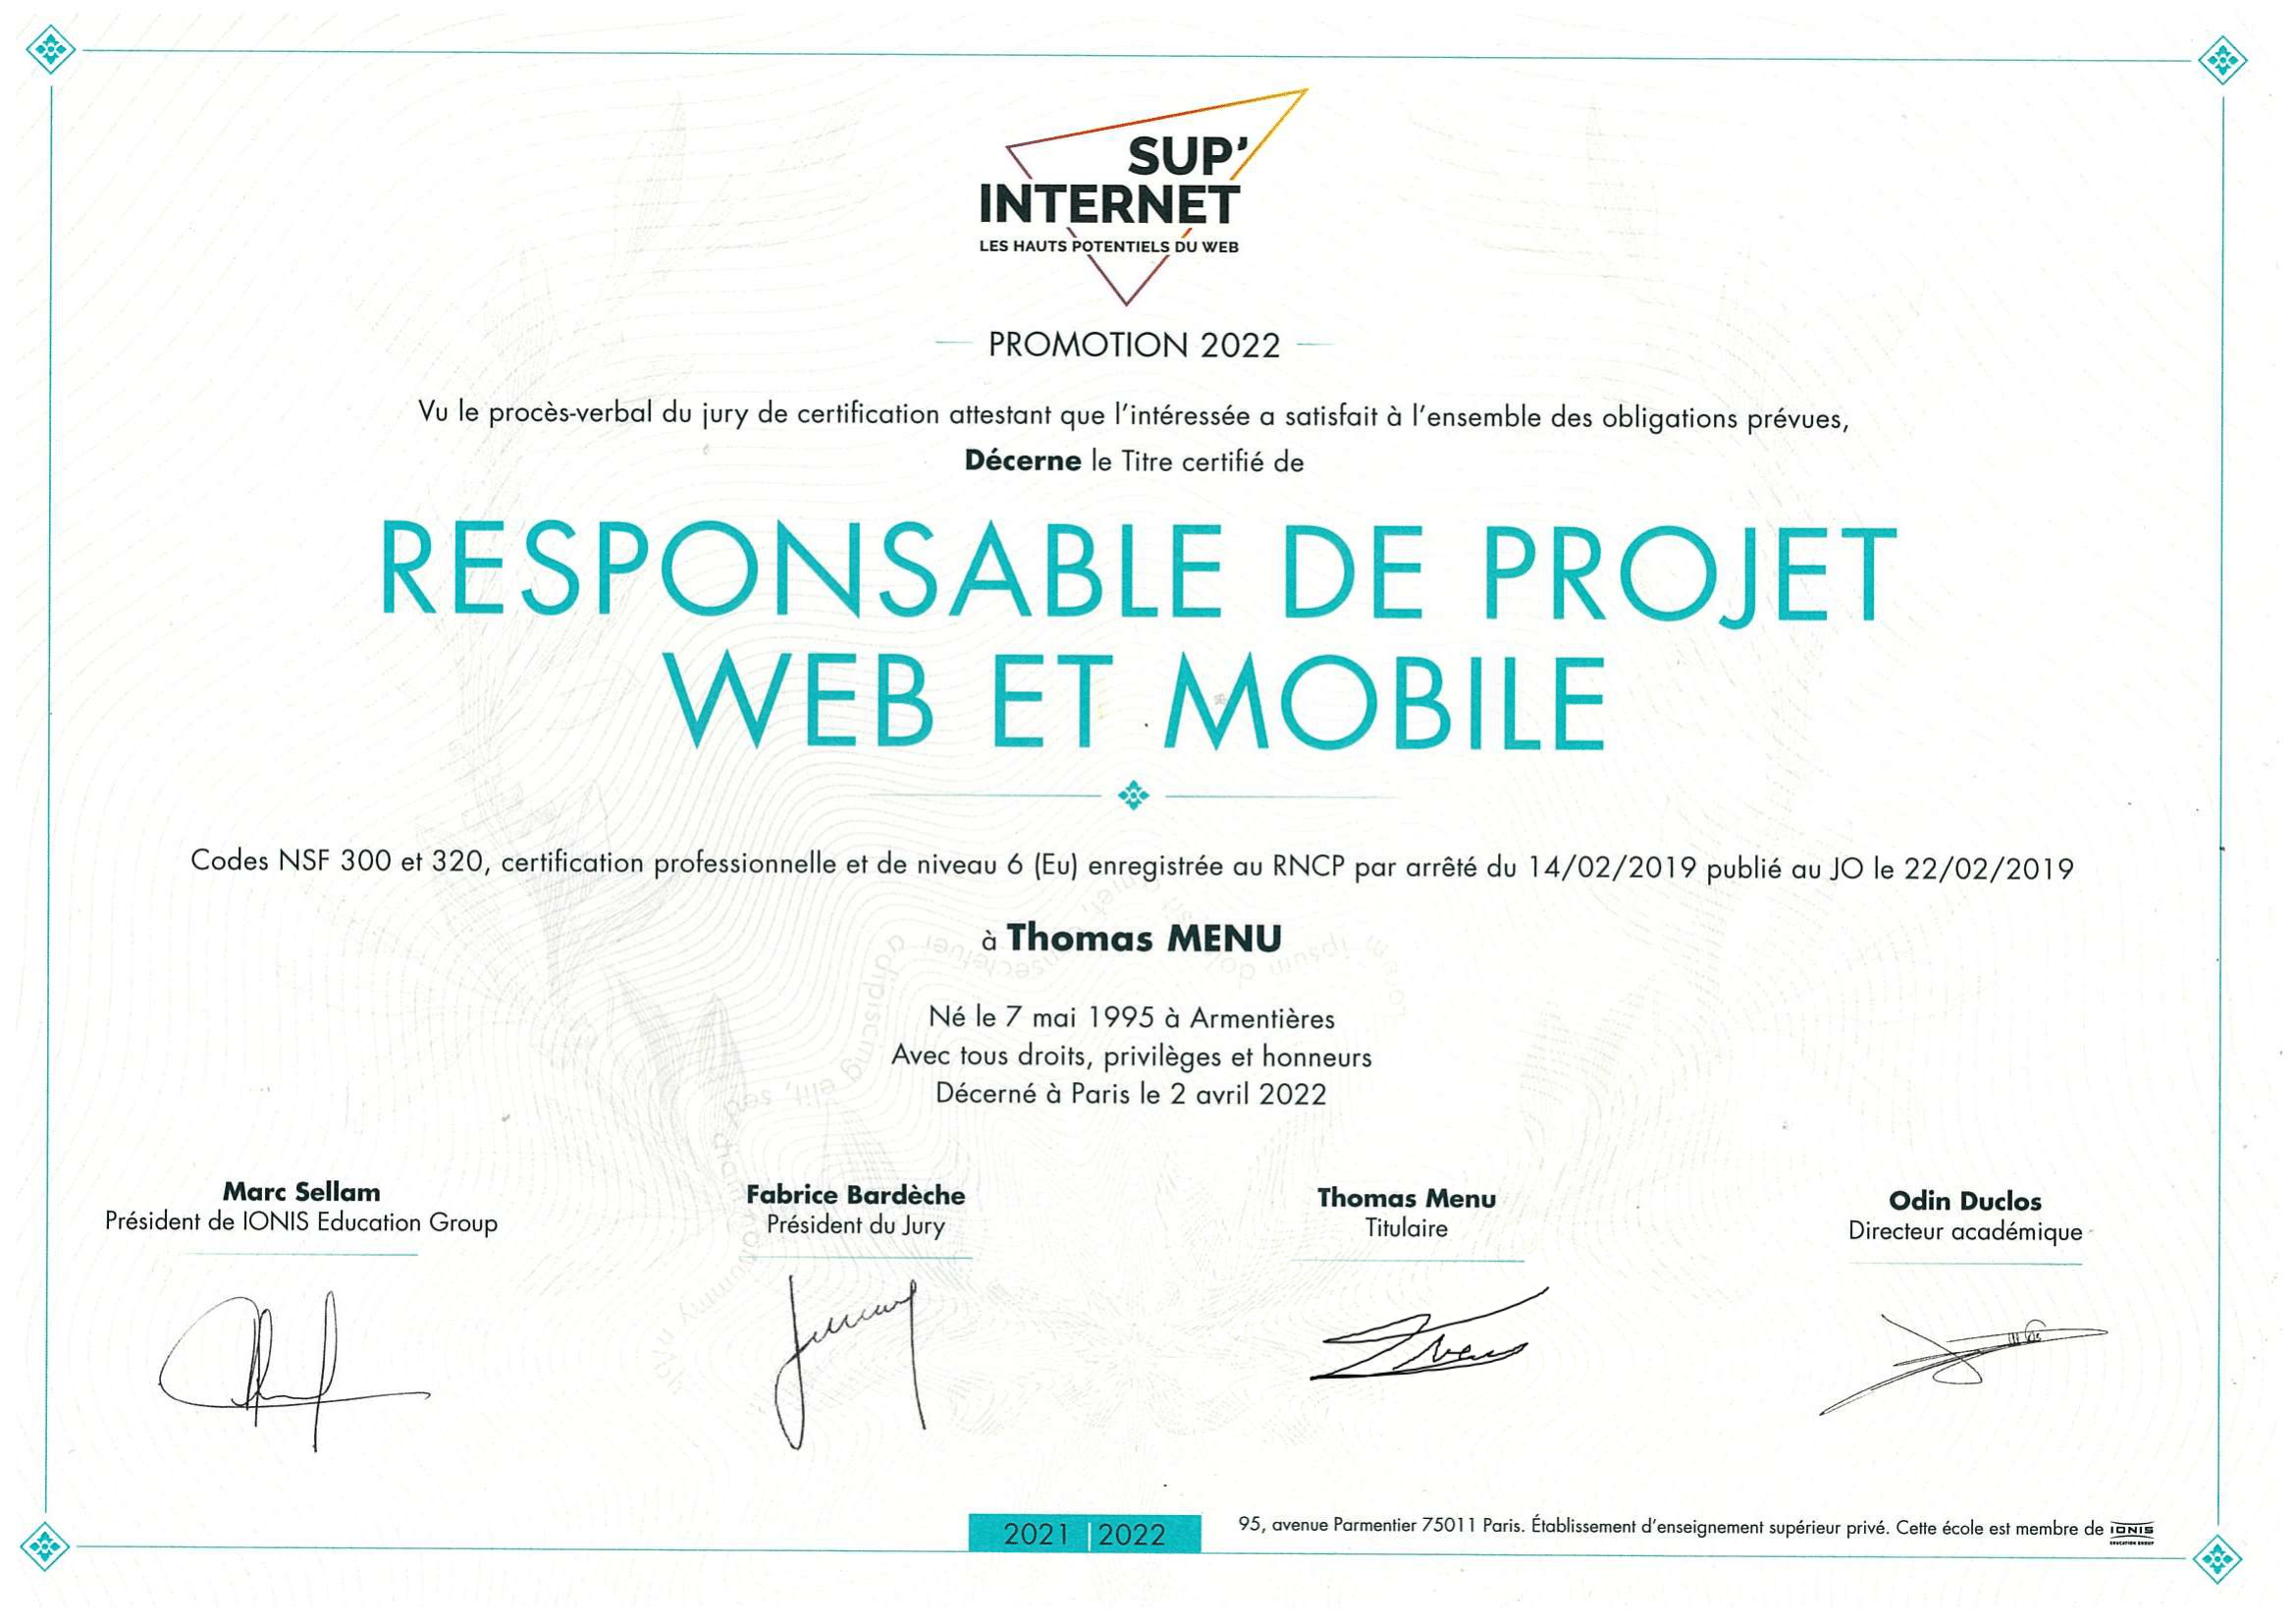 SUP'
INTERNET
LES HAUTS POTENTIELS DU WEB
PROMOTION 2022
Vu le procès-verbal du jury de certification attestant que l'intéressée a satisfait à l'ensemble des obligations prévues,
Décerne le Titre certifié de
RESPONSABLE DE PROJET
WEB ET MOBILE
Codes NSF 300 et 320, certification professionnelle et de niveau 6 (Eu) enregistrée au RNCP par arrêté du 14/02/2019 publié au JO le 22/02/2019
à Thomas MENU
Né le 7 mai 1995 à Armentières
Avec tous droits, privilèges et honneurs
Décerné à Paris le 2 avril 2022
Marc Sellam
Président de IONIS Education Group
Fabrice Bardèche
Président du Jury
Thomas Menu
Titulaire
Odin Duclos
Directeur académique
2021 | 2022
95, avenue Parmentier 75011 Paris. Établissement d'enseignement supérieur privé. Cette école est membre de IONIS
EDUCATION GROUP